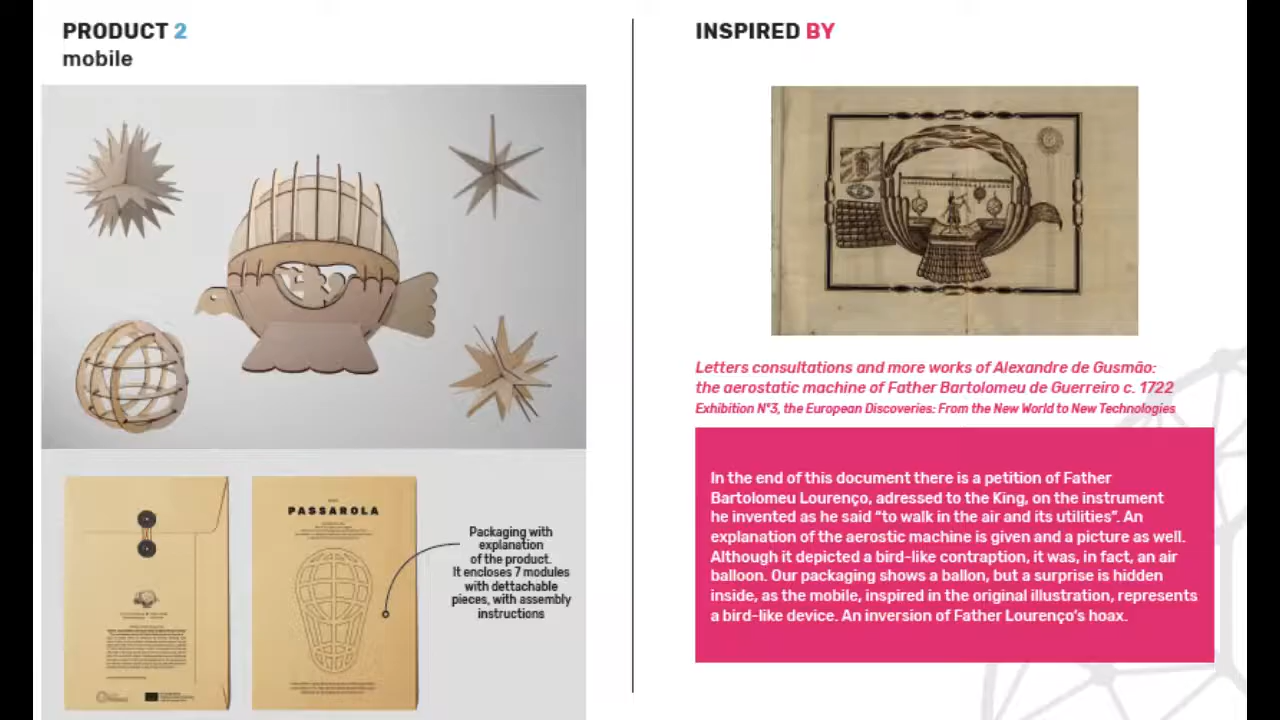 PRODUCT 2
mobile
PASSAROLA
Packaging with
explanation
of the product.
It encloses 7 modules
with dettachable
pieces, with assembly
instructions
INSPIRED BY
Letters consultations and more works of Alexandre de Gusmão:
the aerostatic machine of Father Bartolomeu de Guerreiro c. 1722
Exhibition Nº3, the European Discoveries: From the New World to New Technologies
In the end of this document there is a petition of Father
Bartolomeu Lourenço, adressed to the King, on the instrument
he invented as he said “to walk in the air and its utilities”. An
explanation of the aerostic machine is given and a picture as well.
Although it depicted a bird-like contraption, it was, in fact, an air
balloon. Our packaging shows a ballon, but a surprise is hidden
inside, as the mobile, inspired in the original illustration, represents
a bird-like device. An inversion of Father Lourenço's hoax.